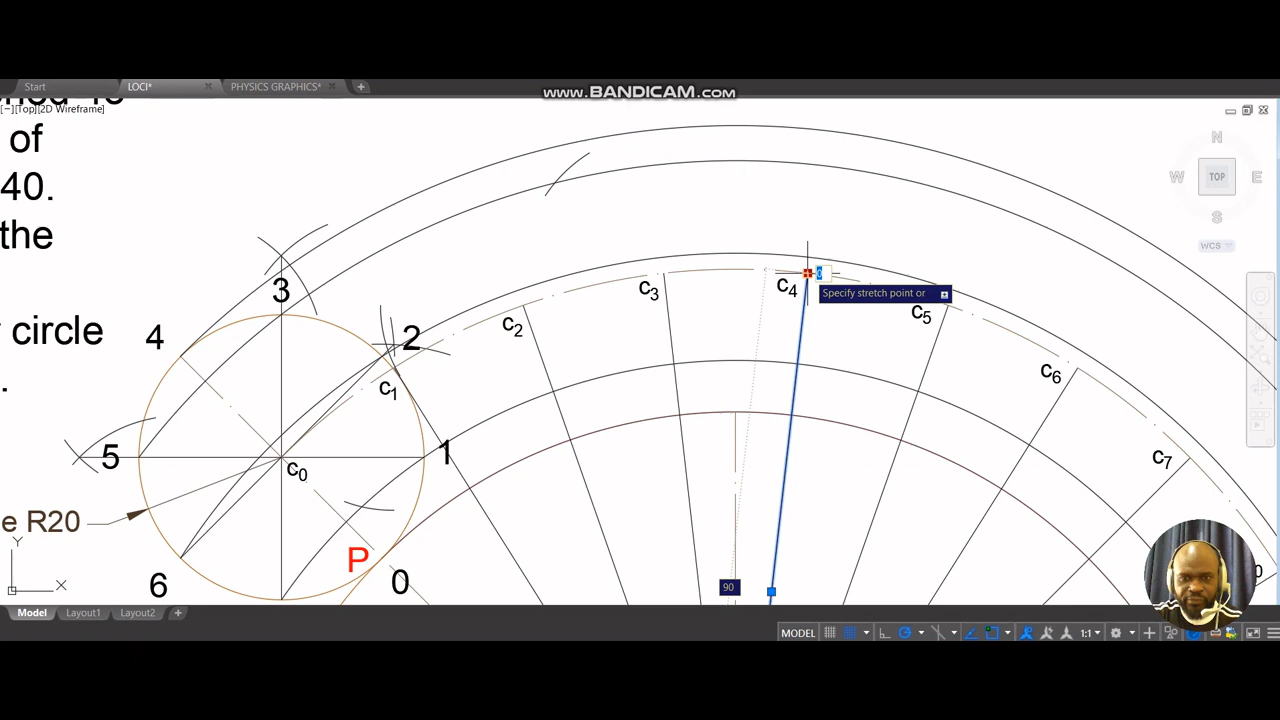 www.BANDICAM.com
Start LOCI* PHYSICS GRAPHICS*
[−][Top][2D Wireframe]
of
40.
the
circle
.
N
W TOP E
S
WCS
3
4
2
5
1
6
0
P
c0
c1
c2
c3
c4
c5
c6
c7
e R20
0
Specify stretch point or
90
Y
X
Model Layout1 Layout2
MODEL 1:1